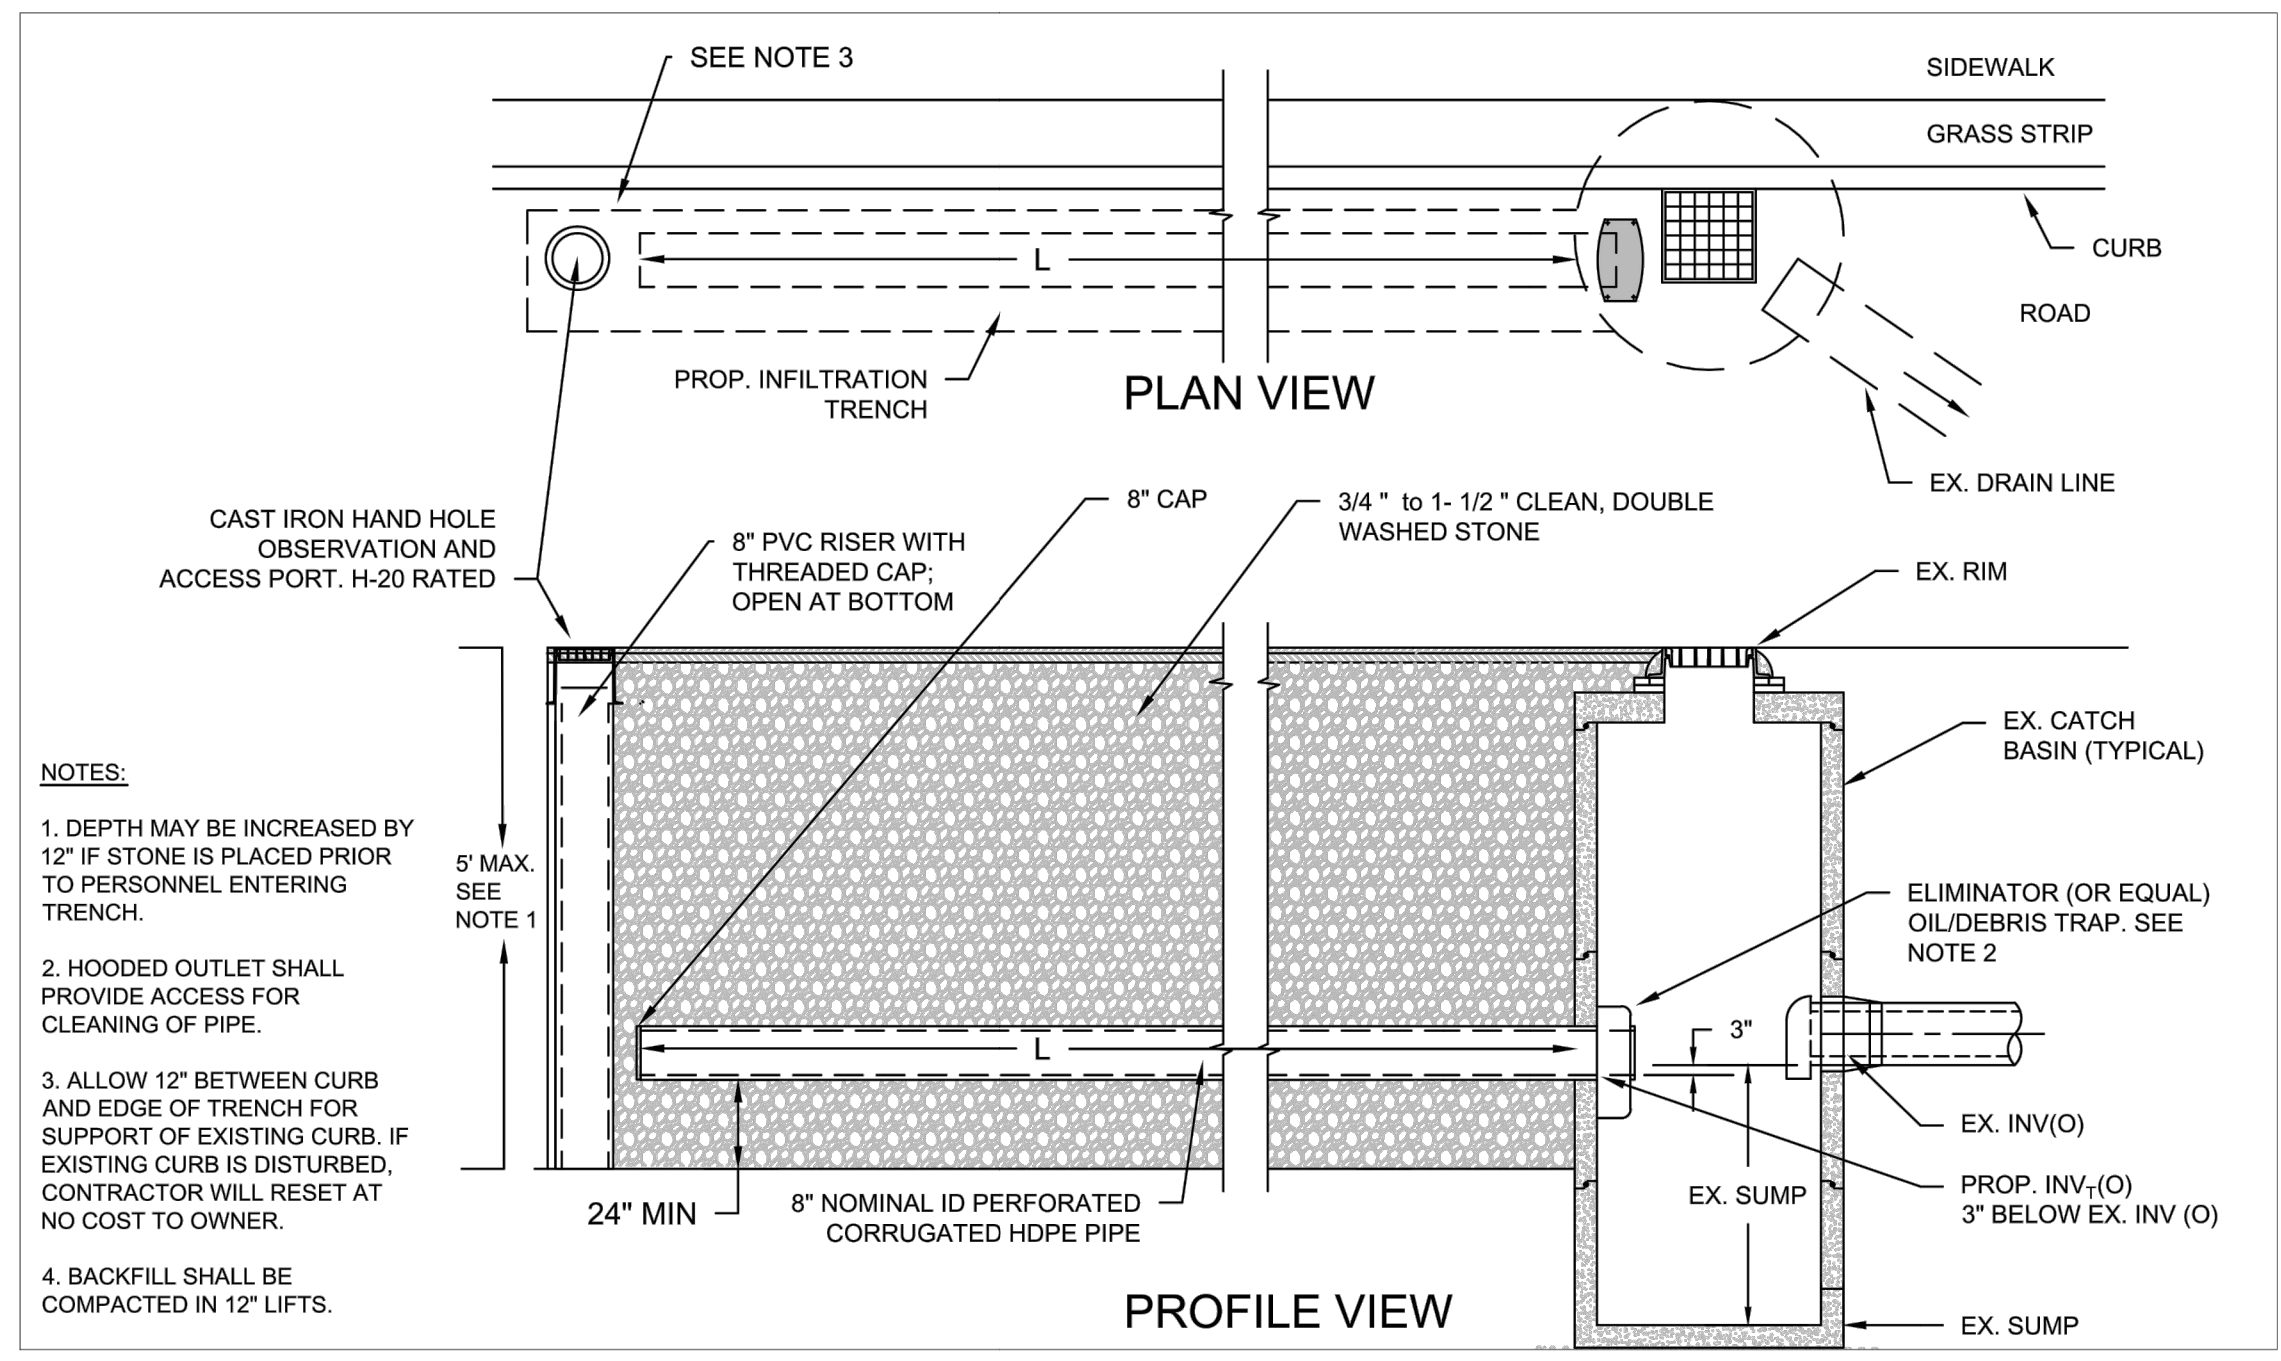 SEE NOTE 3
SIDEWALK
GRASS STRIP
CURB
ROAD
L
PROP. INFILTRATION
TRENCH
PLAN VIEW
EX. DRAIN LINE
CAST IRON HAND HOLE
OBSERVATION AND
ACCESS PORT. H-20 RATED
8" PVC RISER WITH
THREADED CAP;
OPEN AT BOTTOM
8" CAP
3/4 " to 1- 1/2 " CLEAN, DOUBLE
WASHED STONE
EX. RIM
EX. CATCH
BASIN (TYPICAL)
NOTES:
1. DEPTH MAY BE INCREASED BY
12" IF STONE IS PLACED PRIOR
TO PERSONNEL ENTERING
TRENCH.
2. HOODED OUTLET SHALL
PROVIDE ACCESS FOR
CLEANING OF PIPE.
3. ALLOW 12" BETWEEN CURB
AND EDGE OF TRENCH FOR
SUPPORT OF EXISTING CURB. IF
EXISTING CURB IS DISTURBED,
CONTRACTOR WILL RESET AT
NO COST TO OWNER.
4. BACKFILL SHALL BE
COMPACTED IN 12" LIFTS.
5' MAX.
SEE
NOTE 1
ELIMINATOR (OR EQUAL)
OIL/DEBRIS TRAP. SEE
NOTE 2
L
3"
EX. INV(O)
PROP. INVT(O)
3" BELOW EX. INV (O)
EX. SUMP
24" MIN
8" NOMINAL ID PERFORATED
CORRUGATED HDPE PIPE
PROFILE VIEW
EX. SUMP